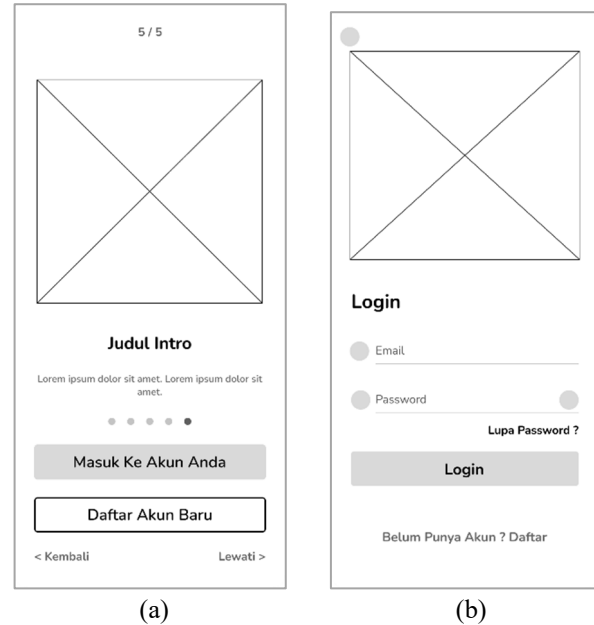 5 / 5
Judul Intro
Lorem ipsum dolor sit amet. Lorem ipsum dolor sit
amet.
Masuk Ke Akun Anda
Daftar Akun Baru
< Kembali
Lewati >
(a)
Login
Email
Password
Lupa Password ?
Login
Belum Punya Akun ? Daftar
(b)